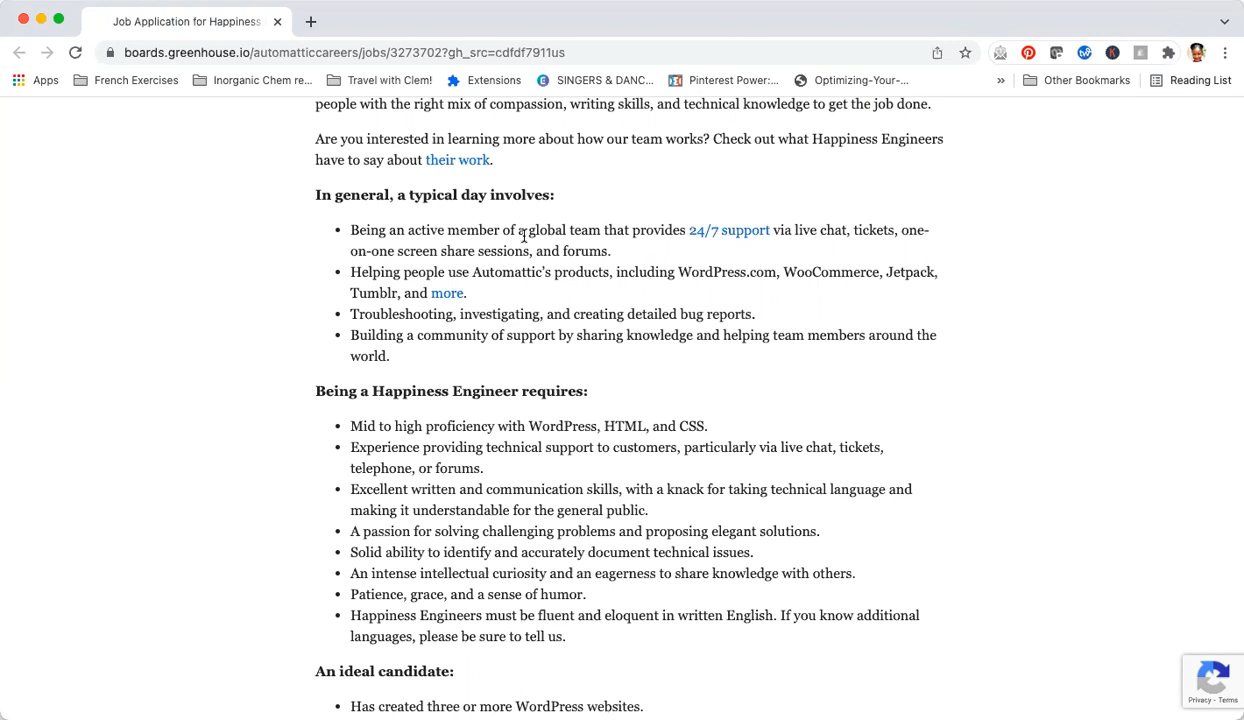 Job Application for Happiness
boards.greenhouse.io/automatticcareers/jobs/3273702?gh_src=cdfdf7911us
Apps French Exercises Inorganic Chem re... Travel with Clem! Extensions SINGERS & DANC... Pinterest Power:... Optimizing-Your-... » Other Bookmarks Reading List
people with the right mix of compassion, writing skills, and technical knowledge to get the job done.
Are you interested in learning more about how our team works? Check out what Happiness Engineers
have to say about their work.
In general, a typical day involves:
• Being an active member of a global team that provides 24/7 support via live chat, tickets, one-
on-one screen share sessions, and forums.
• Helping people use Automattic's products, including WordPress.com, WooCommerce, Jetpack,
Tumblr, and more.
• Troubleshooting, investigating, and creating detailed bug reports.
• Building a community of support by sharing knowledge and helping team members around the
world.
Being a Happiness Engineer requires:
• Mid to high proficiency with WordPress, HTML, and CSS.
• Experience providing technical support to customers, particularly via live chat, tickets,
telephone, or forums.
• Excellent written and communication skills, with a knack for taking technical language and
making it understandable for the general public.
• A passion for solving challenging problems and proposing elegant solutions.
• Solid ability to identify and accurately document technical issues.
• An intense intellectual curiosity and an eagerness to share knowledge with others.
• Patience, grace, and a sense of humor.
• Happiness Engineers must be fluent and eloquent in written English. If you know additional
languages, please be sure to tell us.
An ideal candidate:
• Has created three or more WordPress websites.
Privacy - Terms